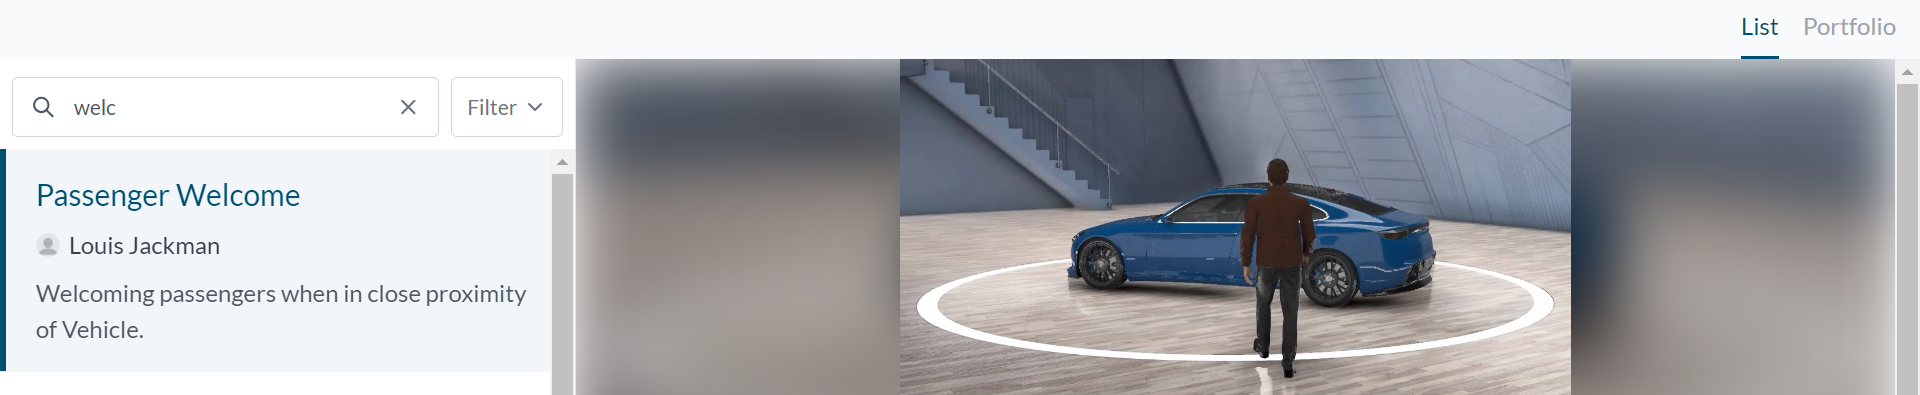 List Portfolio
welc
Filter
Passenger Welcome
Louis Jackman
Welcoming passengers when in close proximity
of Vehicle.